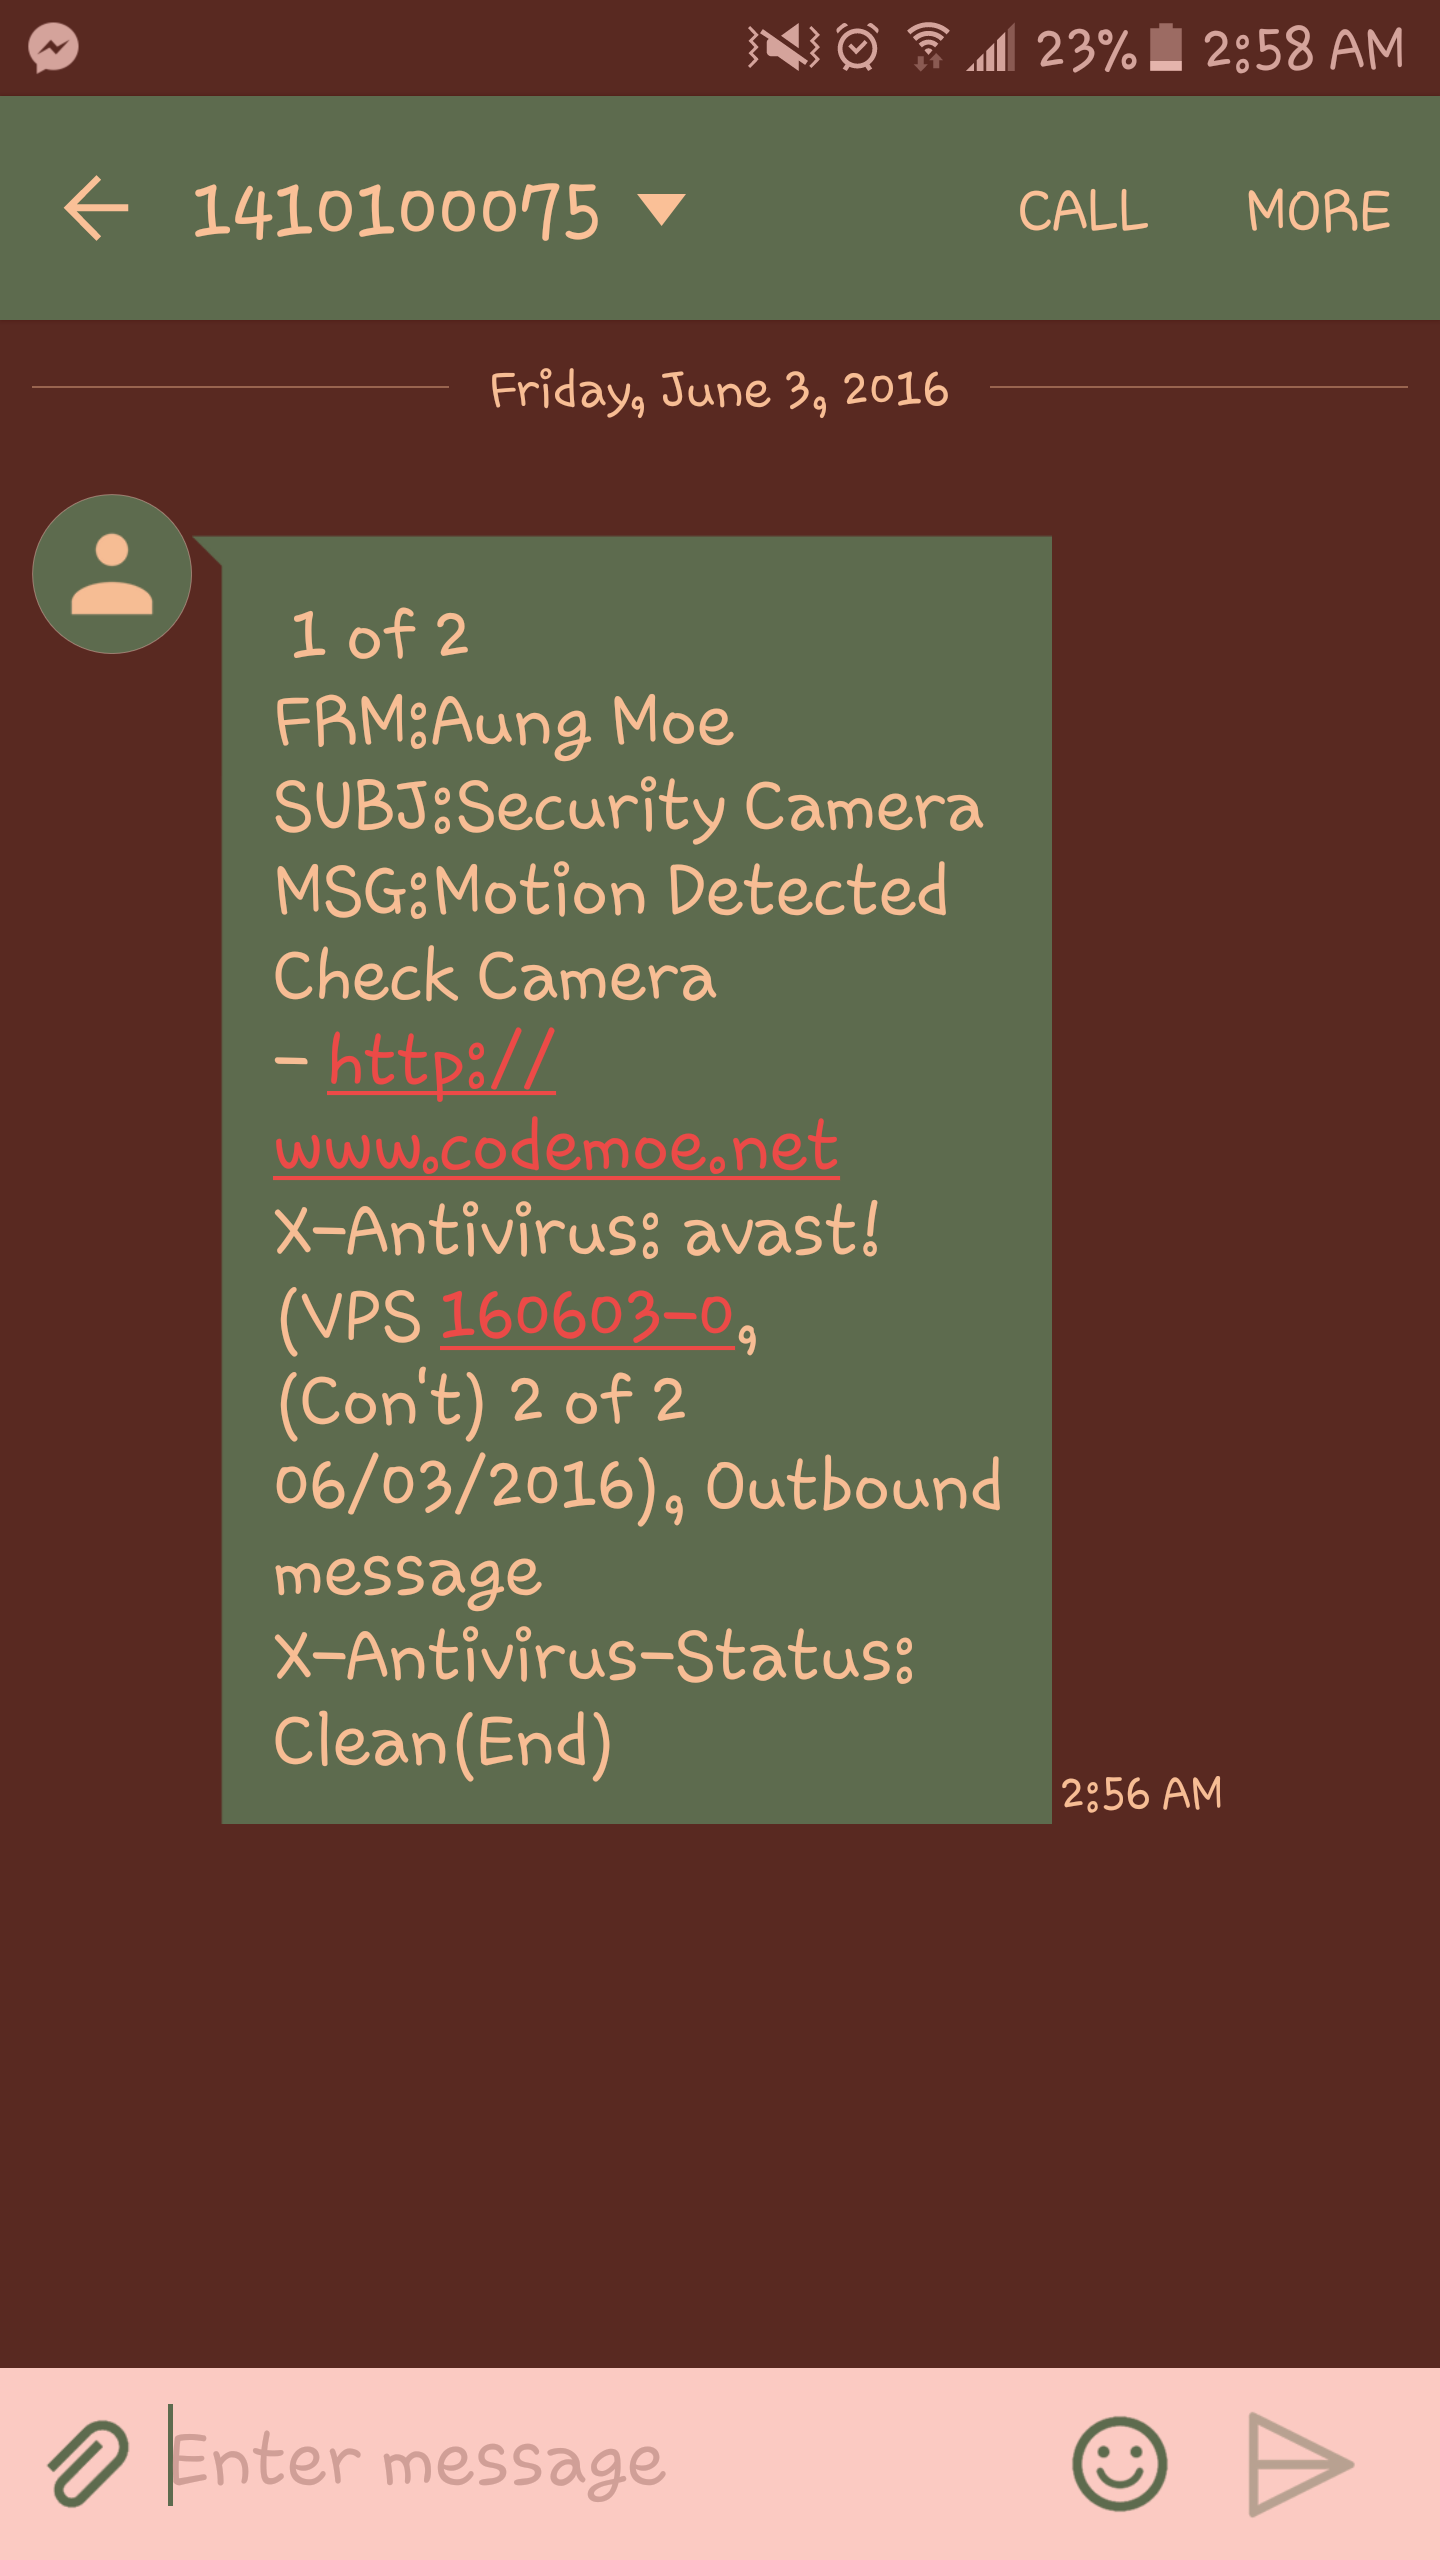 23% 2:58 AM
1410100075 CALL MORE
Friday, June 3, 2016
1 of 2
FRM:Aung Moe
SUBJ:Security Camera
MSG:Motion Detected
Check Camera
- http://
www.codemoe.net
X-Antivirus: avast!
(VPS 160603-0,
(Con't) 2 of 2
06/03/2016), Outbound
message
X-Antivirus-Status:
Clean(End)
2:56 AM
Enter message